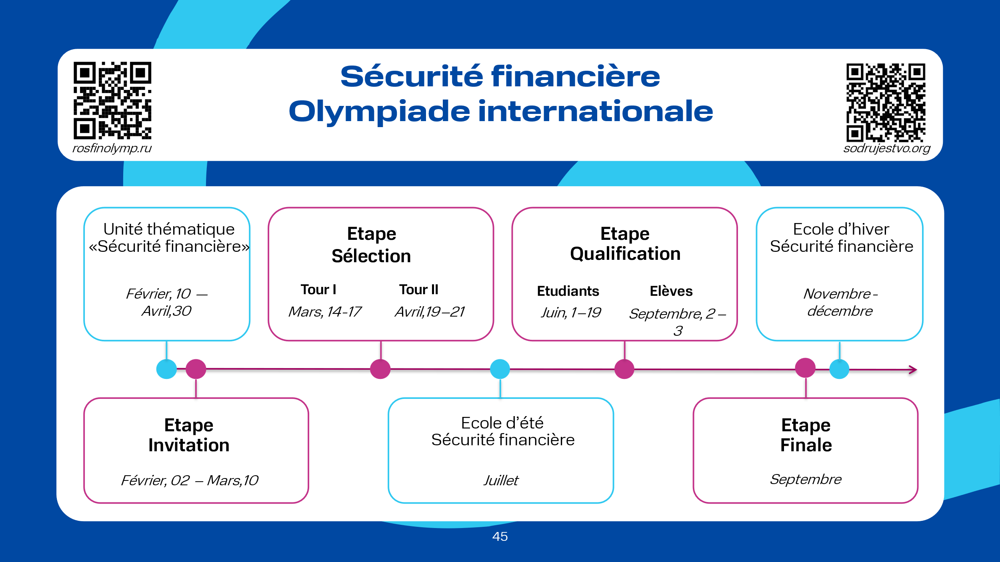 Sécurité financière
Olympiade internationale
rosfinolymp.ru
sodrujestvo.org
Unité thématique
«Sécurité financière»
Février, 10 —
Avril,30
Etape
Sélection
Tour I
Mars, 14-17
Tour II
Avril,19–21
Etape
Qualification
Etudiants
Juin, 1–19
Elèves
Septembre, 2 –
3
Ecole d’hiver
Sécurité financière
Novembre -
décembre
Etape
Invitation
Février, 02 – Mars,10
Ecole d’été
Sécurité financière
Juillet
Etape
Finale
Septembre
45